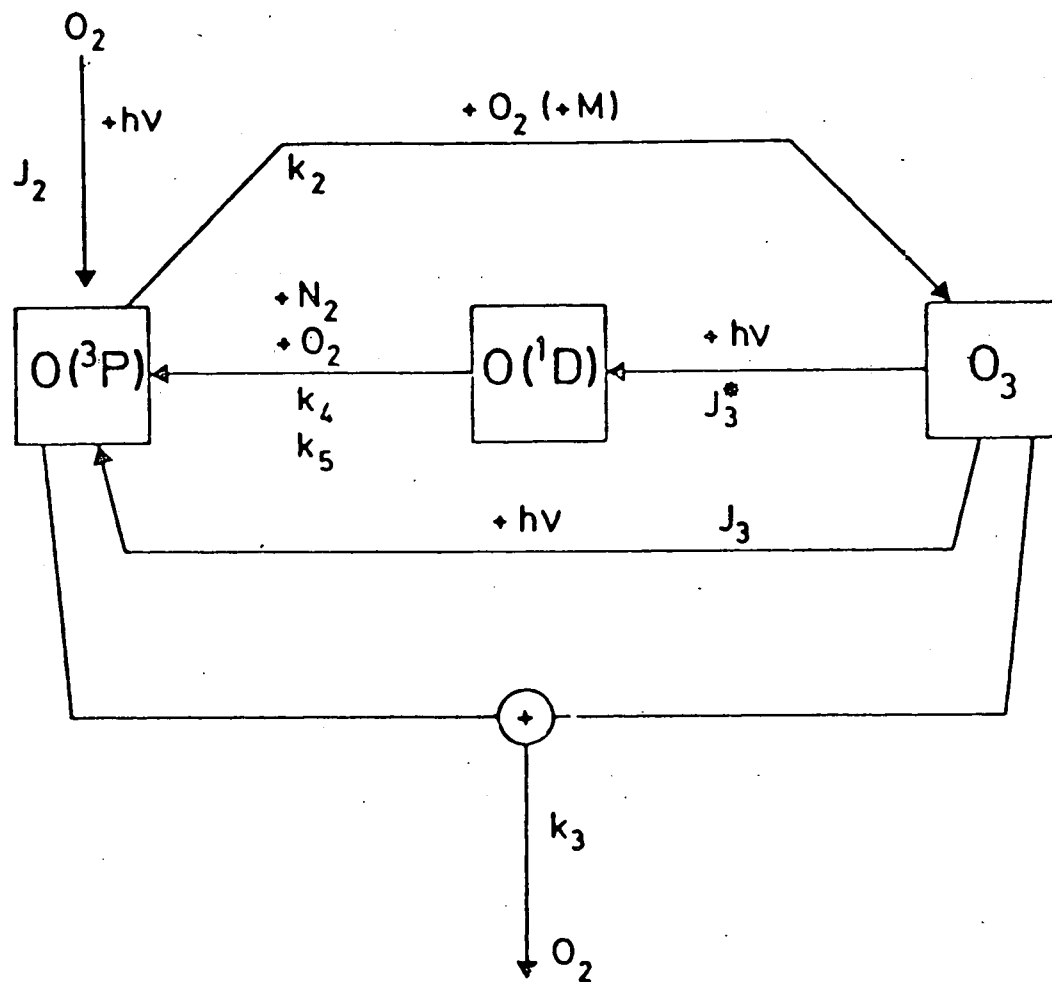 O₂
+hν
J₂
+ O₂ (+M)
k₂
+ N₂
+ O₂
k₄
k₅
+ hν
J₃*
O(³P)
O(¹D)
O₃
+ hν
J₃
+
k₃
O₂